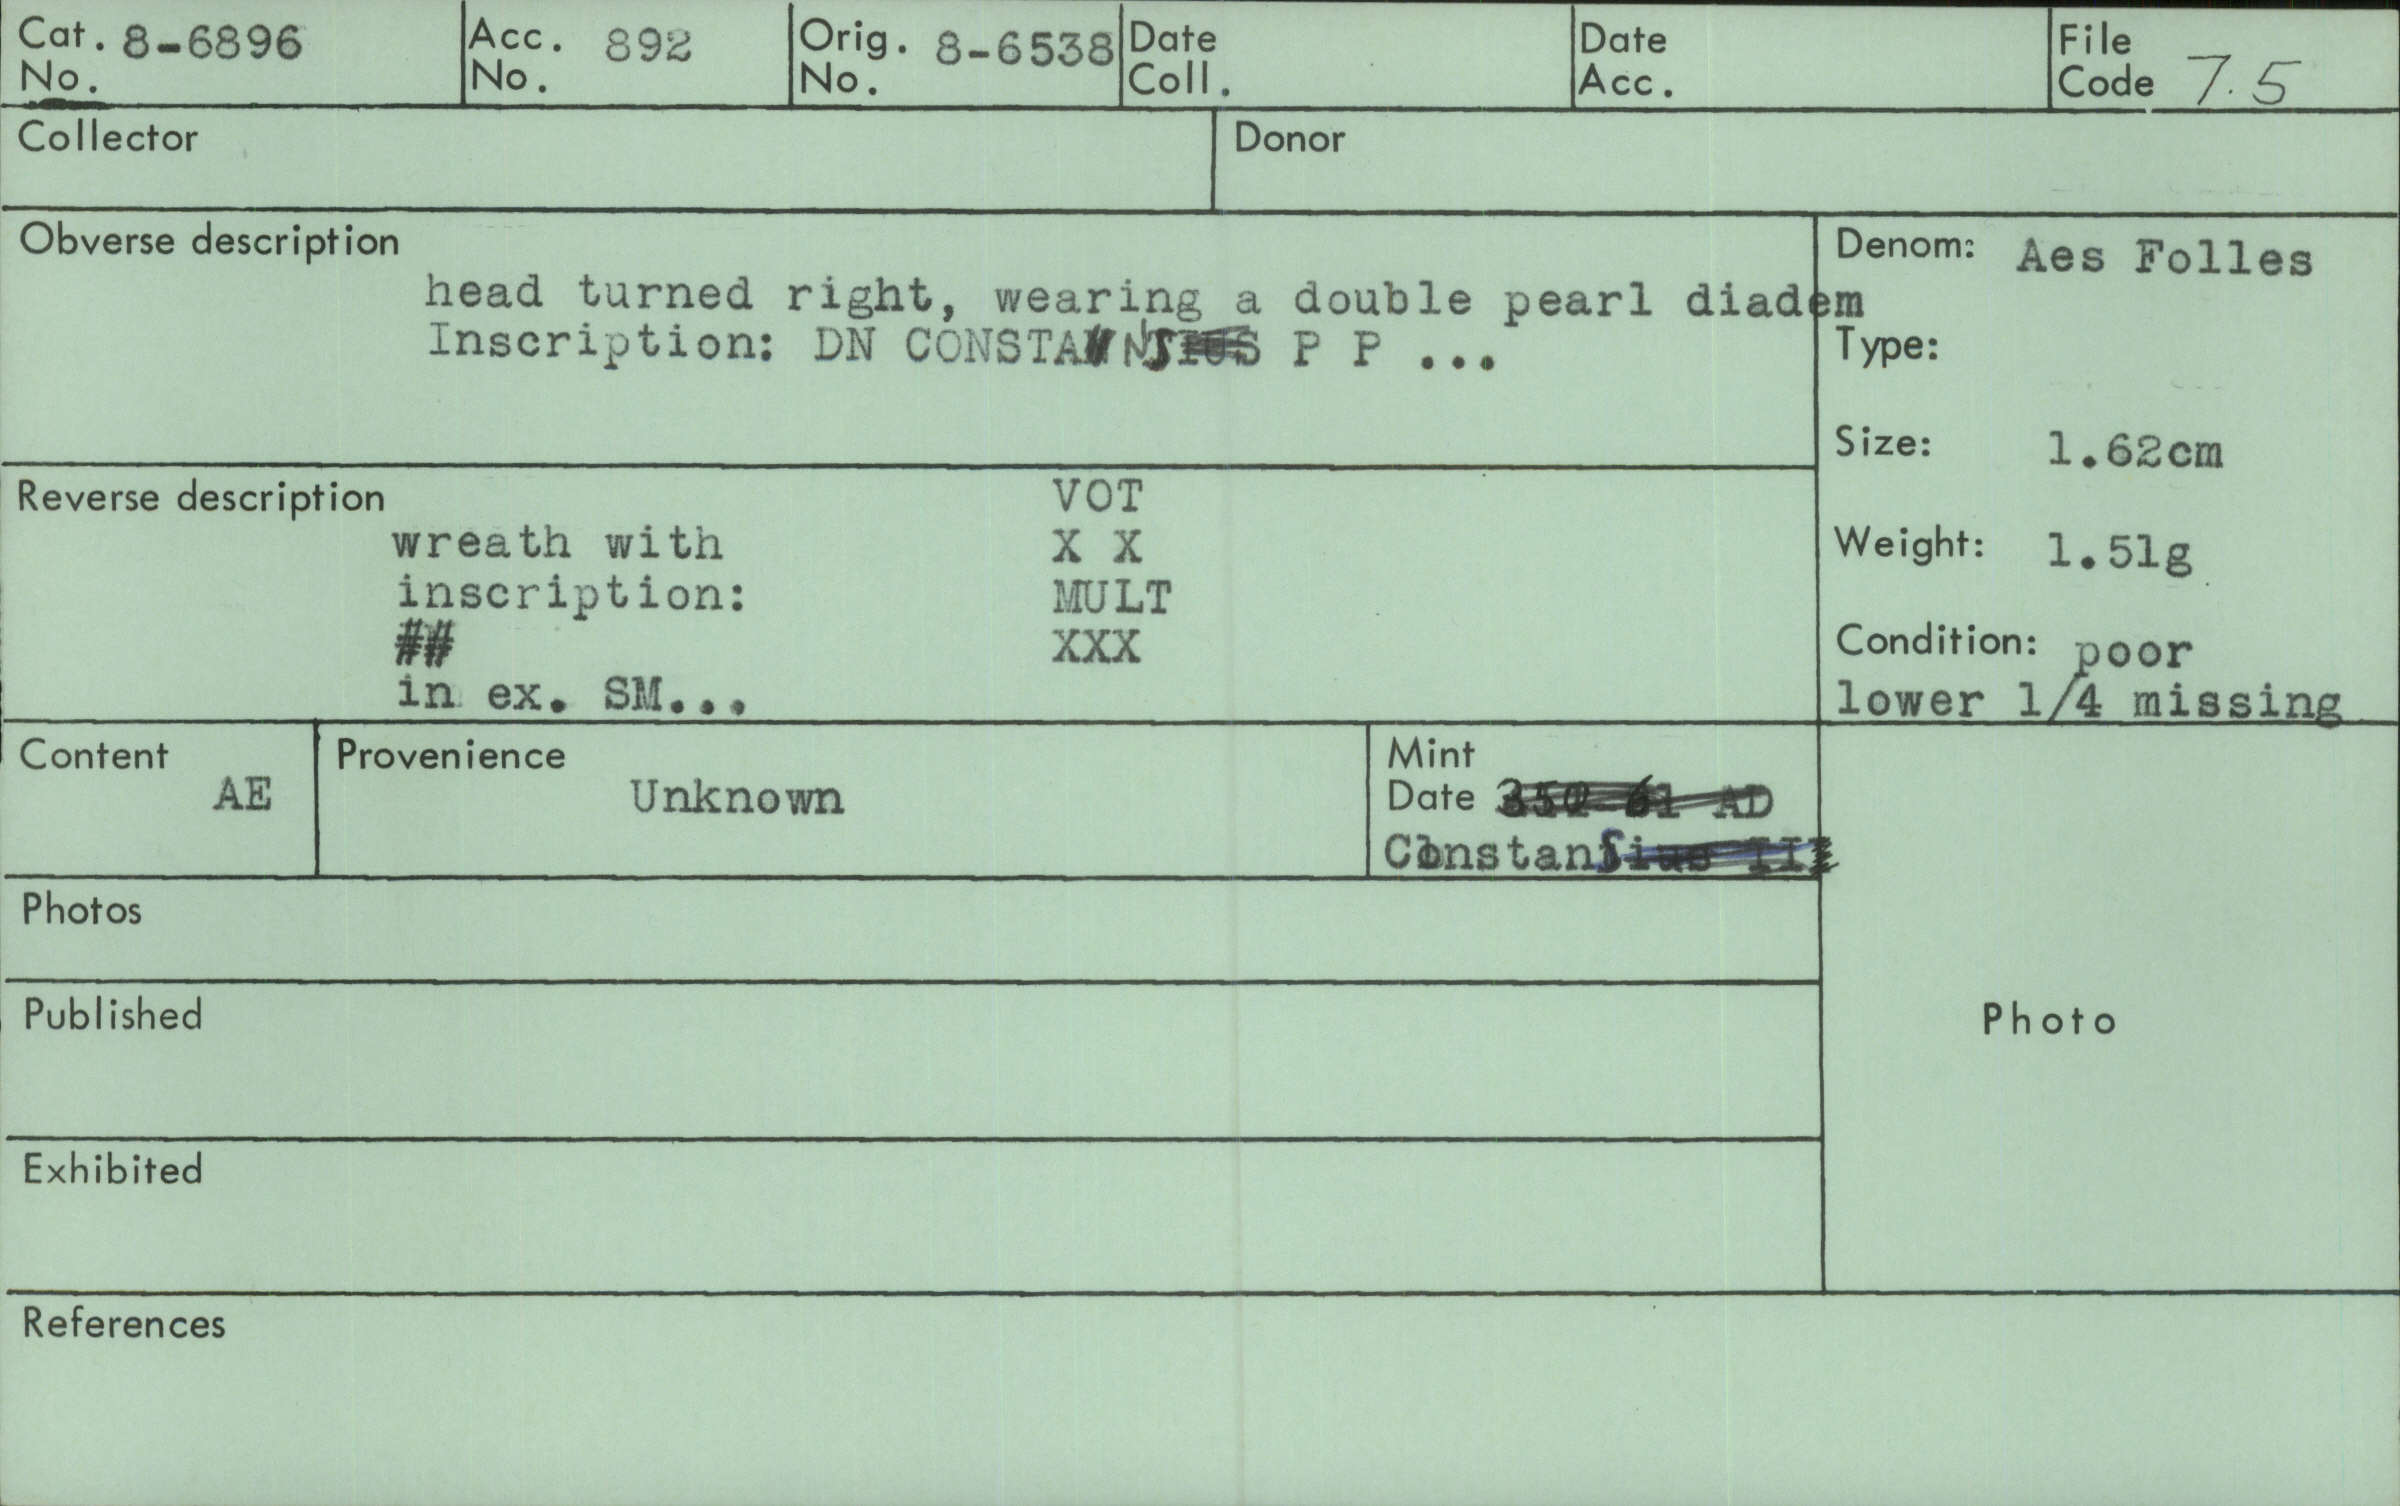 Cat. No. 8-6896
Acc. No. 892
Orig. No. 8-6538
Date Coll.
Date Acc.
File Code 7.5
Collector
Donor
Obverse description
head turned right, wearing a double pearl diadem
Inscription: DN CONSTANS P P ...
Denom: Aes Folles
Type:
Size: 1.62cm
Weight: 1.51g
Condition: poor
lower 1/4 missing
Reverse description
wreath with
inscription:
##
in ex. SM...
VOT
X X
MULT
XXX
Content
AE
Provenience
Unknown
Mint
Date
Constans
Photos
Published
Exhibited
References
Photo